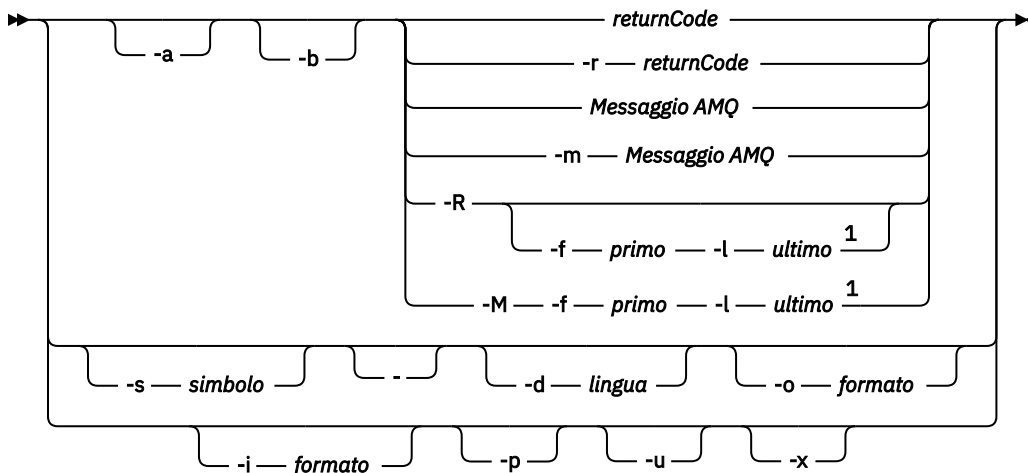 returnCode
-a -b
-r returnCode
Messaggio AMQ
-m Messaggio AMQ
-R
-f primo -l ultimo 1
-M -f primo -l ultimo 1
-s simbolo - -d lingua -o formato
-i formato -p -u -x